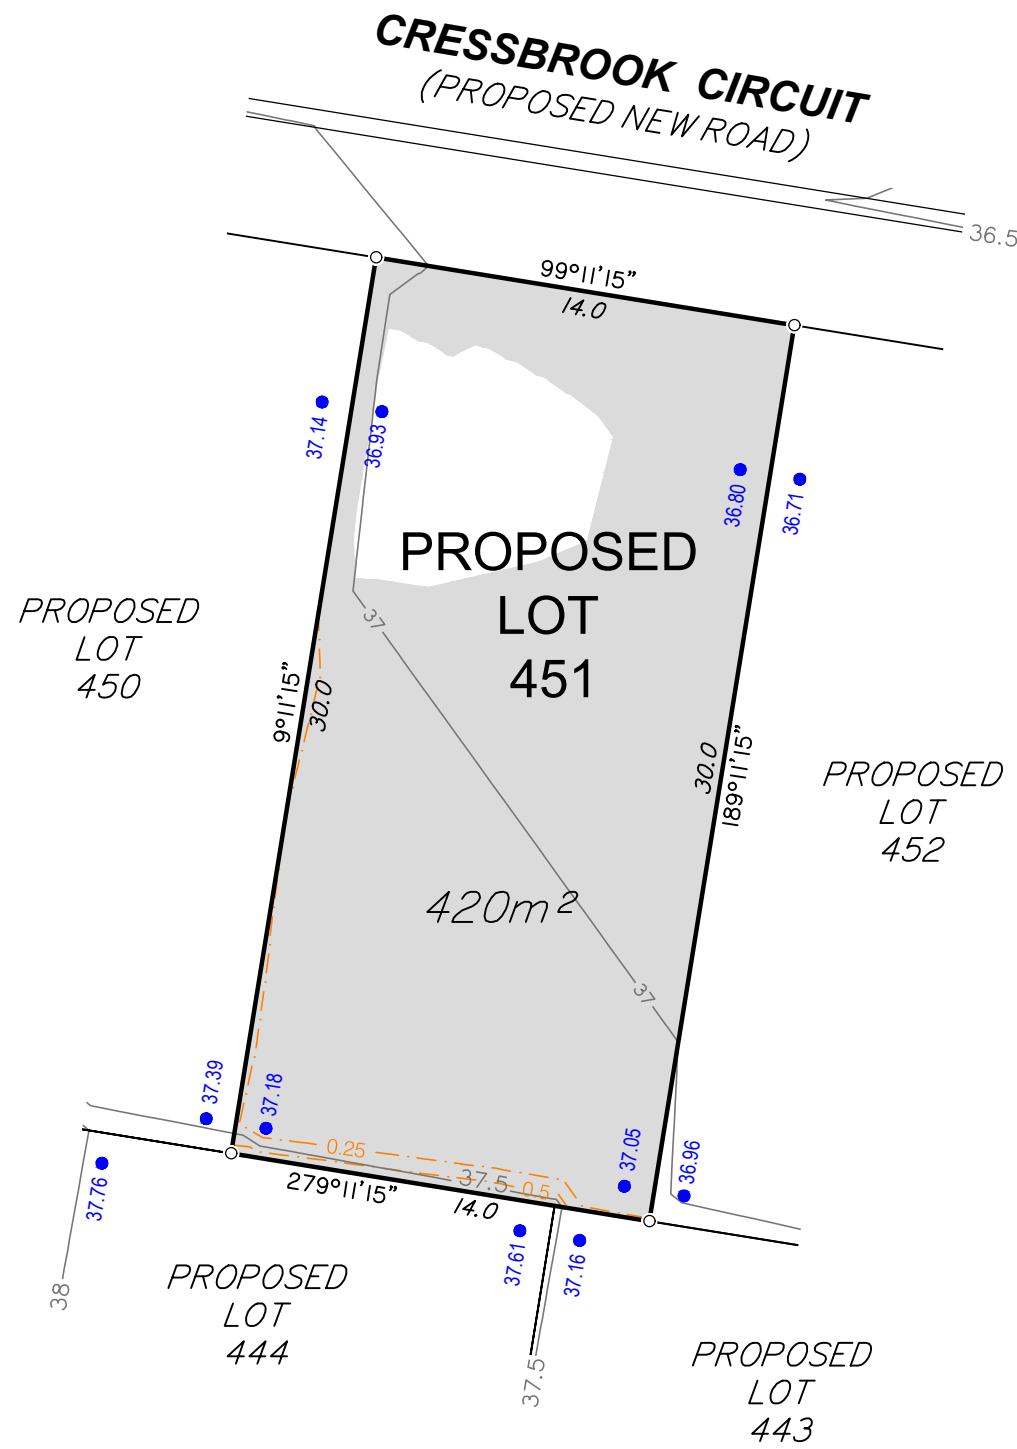 CRESSBROOK CIRCUIT
(PROPOSED NEW ROAD)
36.5
99°11'15"
14.0
37.14
36.93
36.80
36.71
PROPOSED
LOT
451
37
PROPOSED
LOT
450
9°11'15"
30.0
30.0
189°11'15"
PROPOSED
LOT
452
420m²
37
37.39
37.18
37.05
36.96
0.25
37.5
0.5
279°11'15"
14.0
37.76
37.61
37.16
38
PROPOSED
LOT
444
37.5
PROPOSED
LOT
443